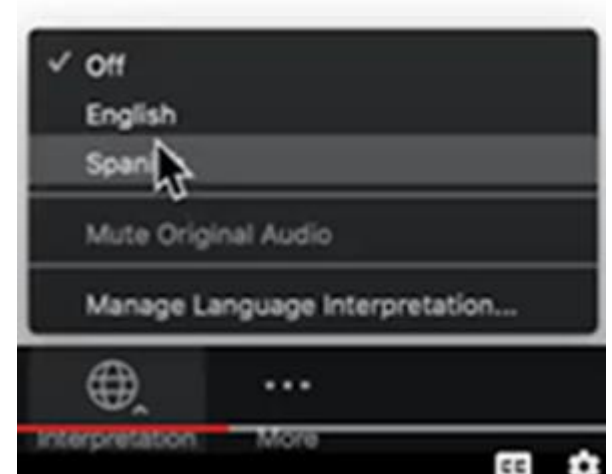 Off
English
Spani
Mute Original Audio
Manage Language Interpretation...
Interpretation More
CC